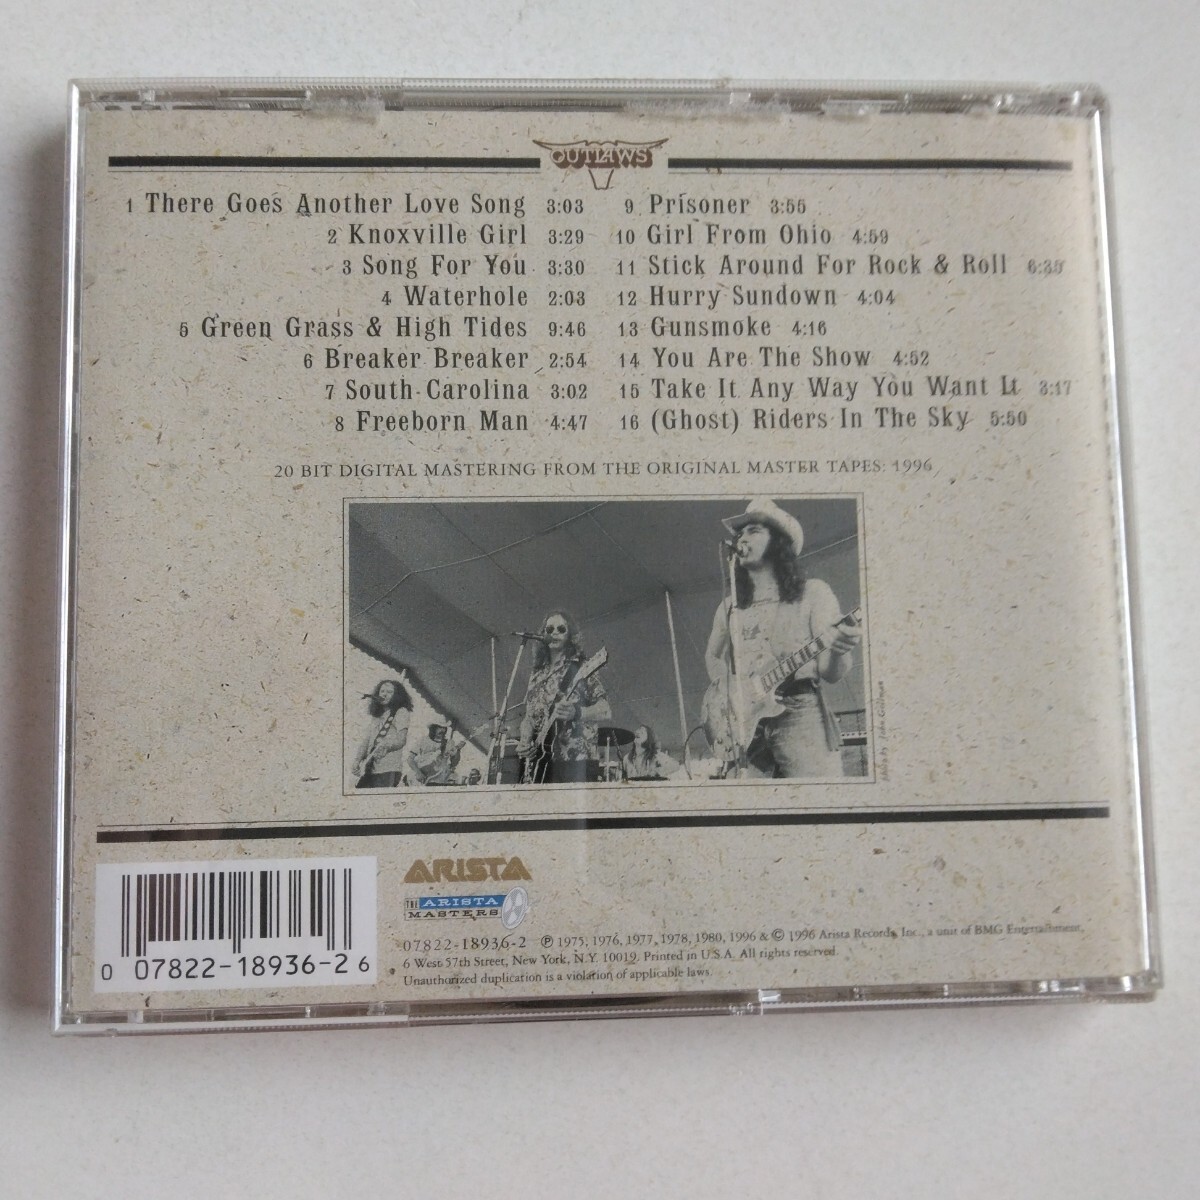 OUTLAWS
1 There Goes Another Love Song 3:03
2 Knoxville Girl 3:29
3 Song For You 3:30
4 Waterhole 2:03
5 Green Grass & High Tides 9:46
6 Breaker Breaker 2:54
7 South Carolina 3:02
8 Freeborn Man 4:47
9 Prisoner 3:55
10 Girl From Ohio 4:59
11 Stick Around For Rock & Roll 6:35
12 Hurry Sundown 4:04
13 Gunsmoke 4:16
14 You Are The Show 4:52
15 Take It Any Way You Want It 3:17
16 (Ghost) Riders In The Sky 5:50
20 BIT DIGITAL MASTERING FROM THE ORIGINAL MASTER TAPES: 1996
Photo by
ARISTA
THE ARISTA
MASTERS
07822-18936-2 ℗ 1975, 1976, 1977, 1978, 1980, 1996 & © 1996 Arista Records, Inc., a unit of BMG Entertainment,
6 West 57th Street, New York, N.Y. 10019. Printed in U.S.A. All rights reserved.
Unauthorized duplication is a violation of applicable laws.
0 07822-18936-2 6